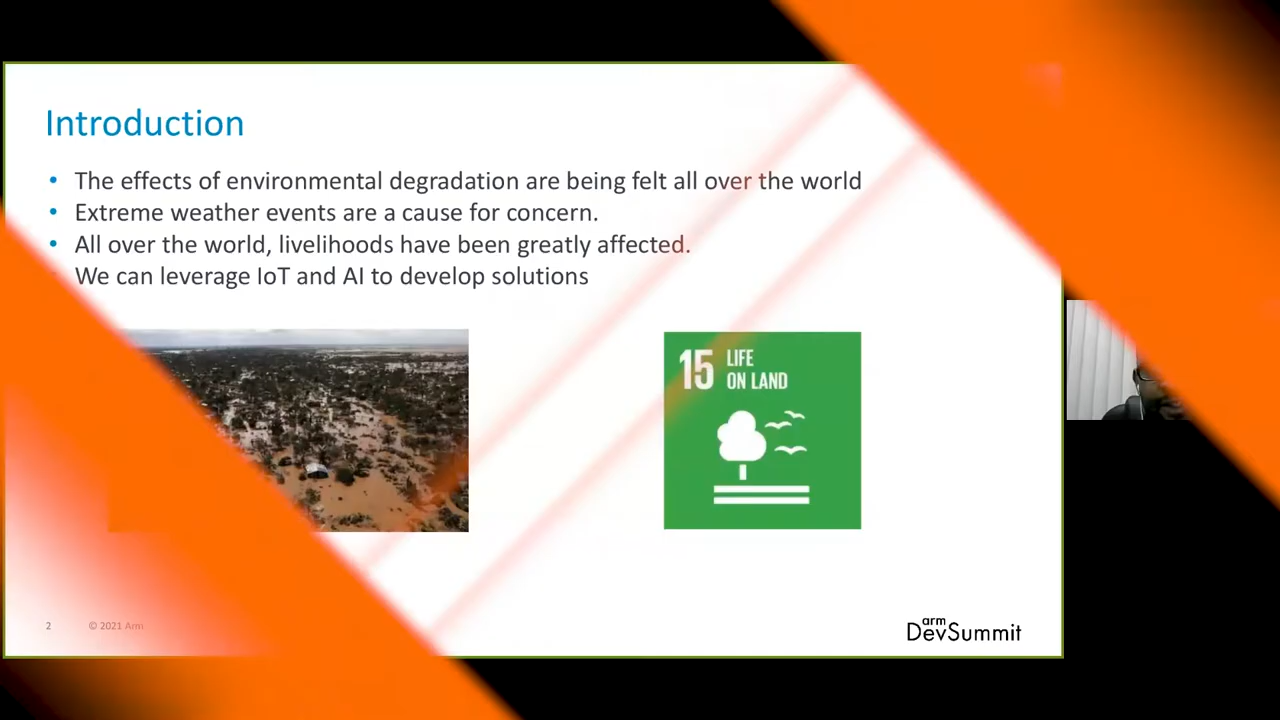 Introduction
The effects of environmental degradation are being felt all over the world
Extreme weather events are a cause for concern.
All over the world, livelihoods have been greatly affected.
We can leverage IoT and AI to develop solutions
15 LIFE
ON LAND
2 © 2021 Arm
arm
DevSummit